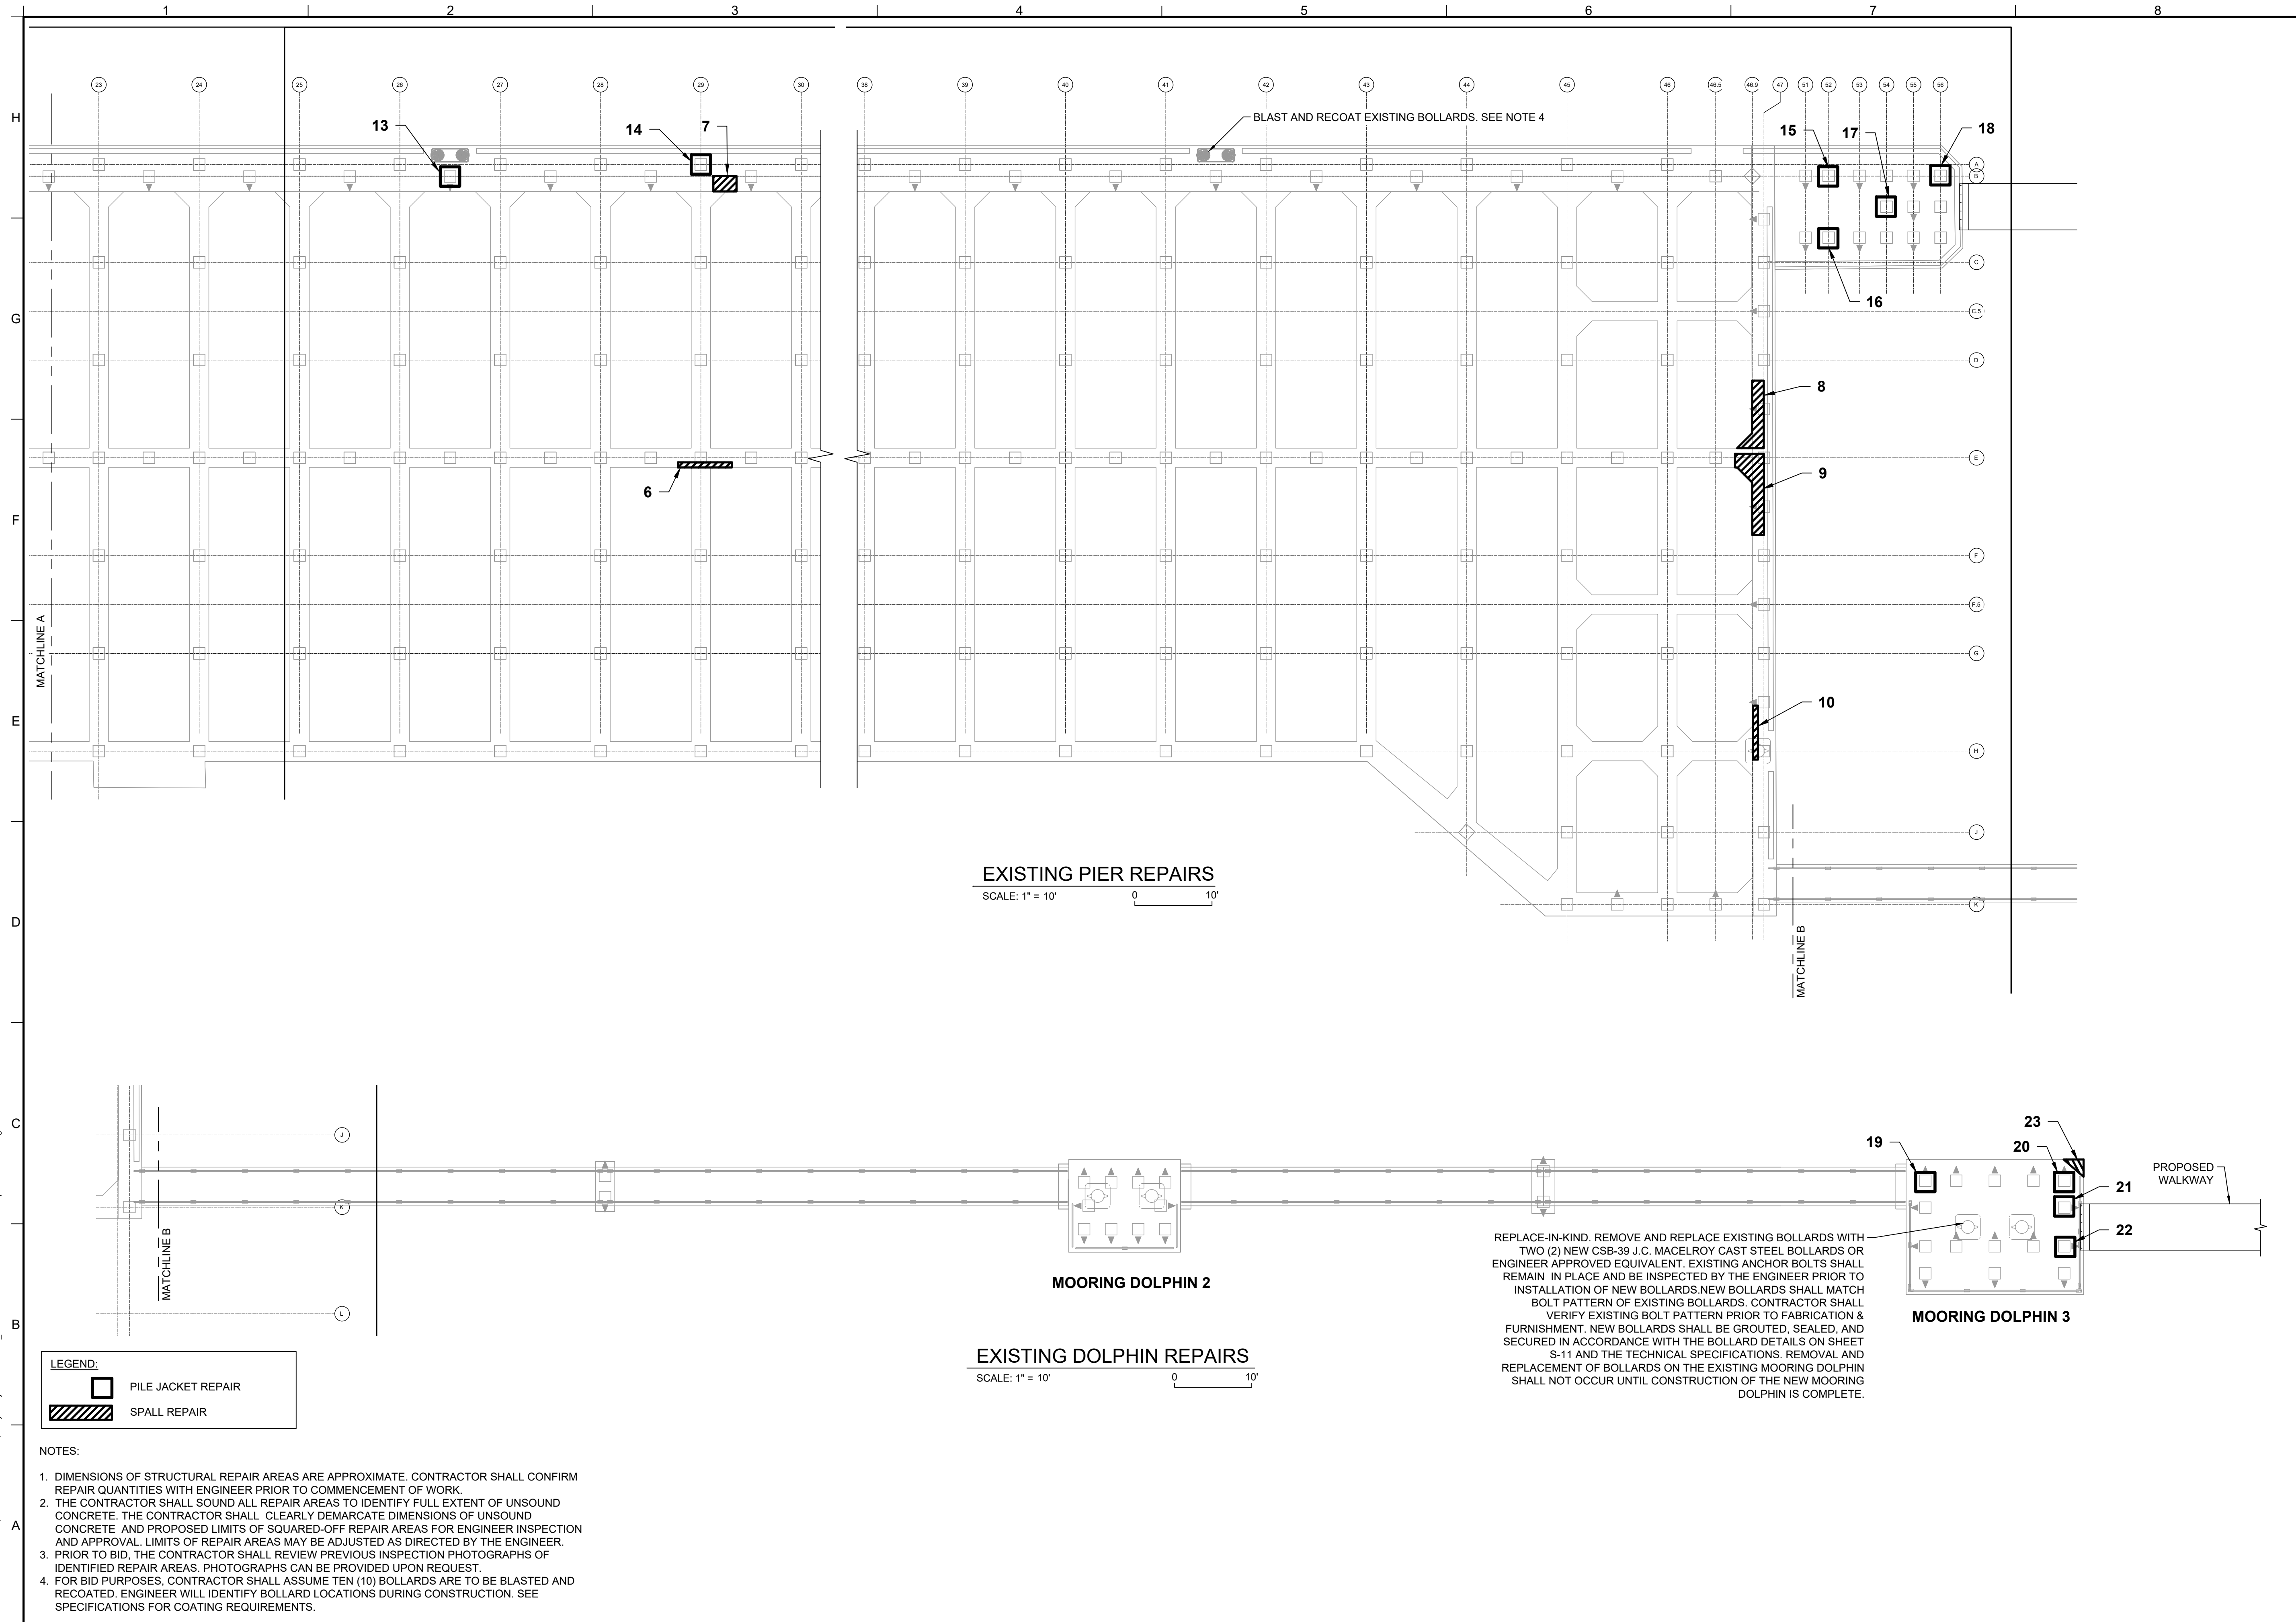 1 2 3 4 5 6 7 8
H
G
F
E
D
C
B
A
23 24 25 26 27 28 29 30 38 39 40 41 42 43 44 45 46 46.5 46.9 47 51 52 53 54 55 56
BLAST AND RECOAT EXISTING BOLLARDS. SEE NOTE 4
13
14
7
15
17
18
16
6
8
9
10
A
B
C
C.5
D
E
F
F.5
G
H
J
K
MATCHLINE A
MATCHLINE B
EXISTING PIER REPAIRS
SCALE: 1" = 10'
0 10'
J
K
L
MATCHLINE B
MOORING DOLPHIN 2
19
20
23
21
22
PROPOSED
WALKWAY
REPLACE-IN-KIND. REMOVE AND REPLACE EXISTING BOLLARDS WITH
TWO (2) NEW CSB-39 J.C. MACELROY CAST STEEL BOLLARDS OR
ENGINEER APPROVED EQUIVALENT. EXISTING ANCHOR BOLTS SHALL
REMAIN IN PLACE AND BE INSPECTED BY THE ENGINEER PRIOR TO
INSTALLATION OF NEW BOLLARDS.NEW BOLLARDS SHALL MATCH
BOLT PATTERN OF EXISTING BOLLARDS. CONTRACTOR SHALL
VERIFY EXISTING BOLT PATTERN PRIOR TO FABRICATION &
FURNISHMENT. NEW BOLLARDS SHALL BE GROUTED, SEALED, AND
SECURED IN ACCORDANCE WITH THE BOLLARD DETAILS ON SHEET
S-11 AND THE TECHNICAL SPECIFICATIONS. REMOVAL AND
REPLACEMENT OF BOLLARDS ON THE EXISTING MOORING DOLPHIN
SHALL NOT OCCUR UNTIL CONSTRUCTION OF THE NEW MOORING
DOLPHIN IS COMPLETE.
MOORING DOLPHIN 3
EXISTING DOLPHIN REPAIRS
SCALE: 1" = 10'
0 10'
LEGEND:
PILE JACKET REPAIR
SPALL REPAIR
NOTES:
1. DIMENSIONS OF STRUCTURAL REPAIR AREAS ARE APPROXIMATE. CONTRACTOR SHALL CONFIRM
REPAIR QUANTITIES WITH ENGINEER PRIOR TO COMMENCEMENT OF WORK.
2. THE CONTRACTOR SHALL SOUND ALL REPAIR AREAS TO IDENTIFY FULL EXTENT OF UNSOUND
CONCRETE. THE CONTRACTOR SHALL CLEARLY DEMARCATE DIMENSIONS OF UNSOUND
CONCRETE AND PROPOSED LIMITS OF SQUARED-OFF REPAIR AREAS FOR ENGINEER INSPECTION
AND APPROVAL. LIMITS OF REPAIR AREAS MAY BE ADJUSTED AS DIRECTED BY THE ENGINEER.
3. PRIOR TO BID, THE CONTRACTOR SHALL REVIEW PREVIOUS INSPECTION PHOTOGRAPHS OF
IDENTIFIED REPAIR AREAS. PHOTOGRAPHS CAN BE PROVIDED UPON REQUEST.
4. FOR BID PURPOSES, CONTRACTOR SHALL ASSUME TEN (10) BOLLARDS ARE TO BE BLASTED AND
RECOATED. ENGINEER WILL IDENTIFY BOLLARD LOCATIONS DURING CONSTRUCTION. SEE
SPECIFICATIONS FOR COATING REQUIREMENTS.